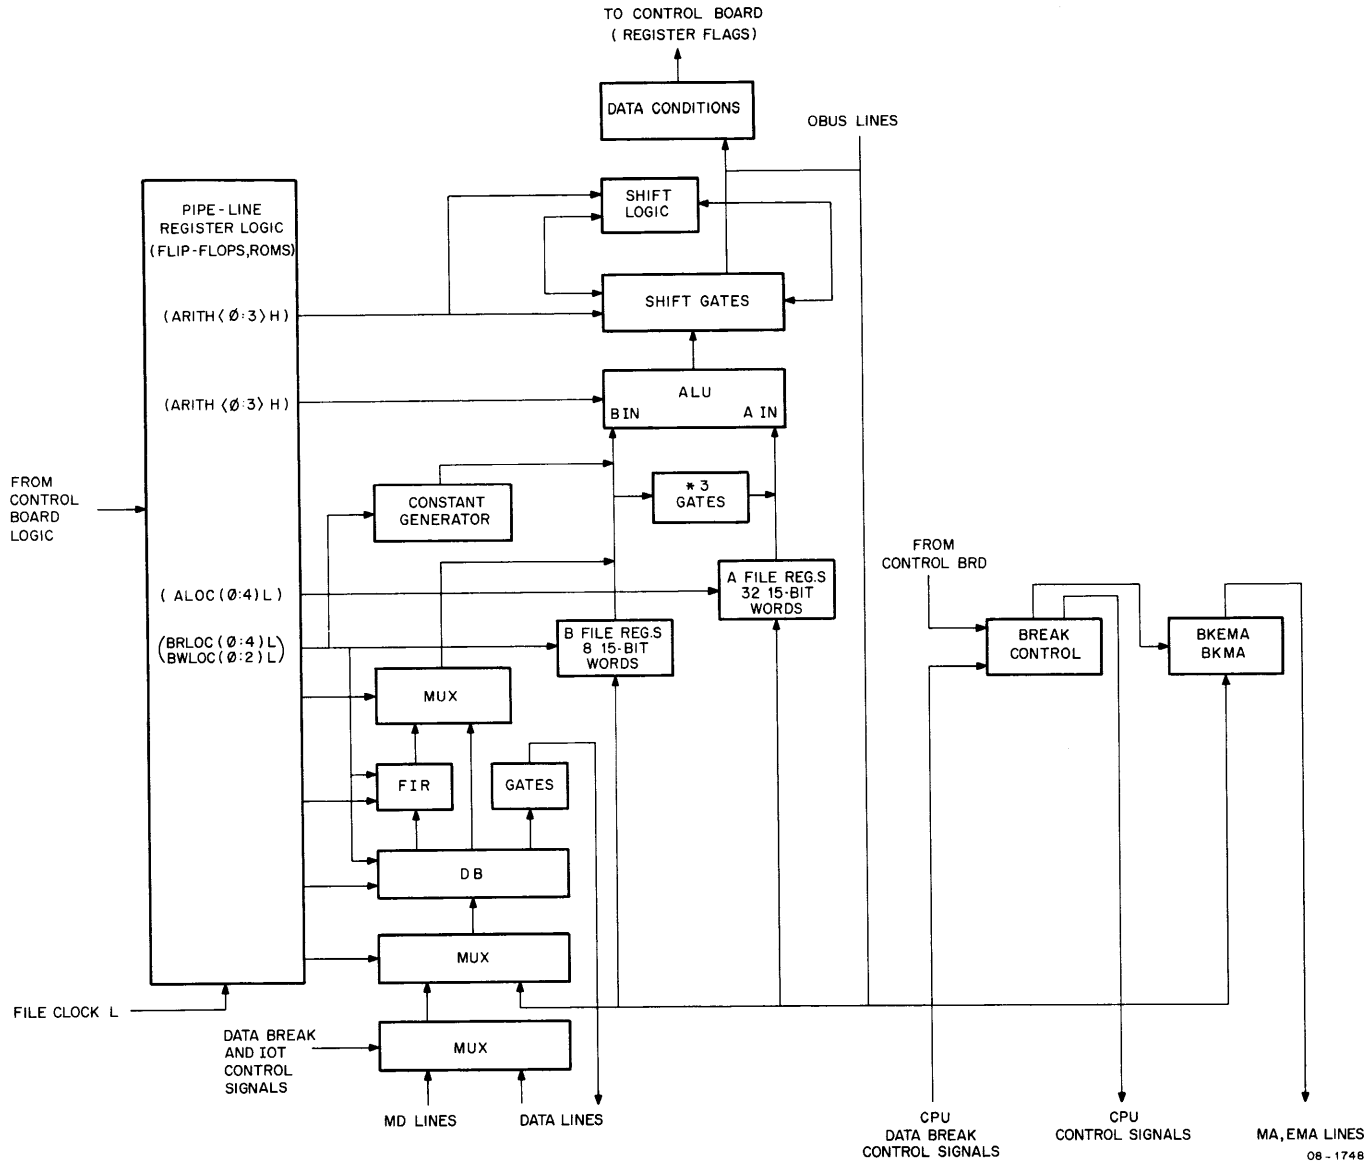 TO CONTROL BOARD
( REGISTER FLAGS)
DATA CONDITIONS
OBUS LINES
PIPE-LINE
REGISTER LOGIC
(FLIP-FLOPS,ROMS)
SHIFT
LOGIC
(ARITH⟨Ø:3⟩H)
SHIFT GATES
(ARITH⟨Ø:3⟩H)
ALU
B IN
A IN
FROM
CONTROL
BOARD
LOGIC
CONSTANT
GENERATOR
*3
GATES
FROM
CONTROL BRD
( ALOC(Ø:4)L)
A FILE REG.S
32 15-BIT
WORDS
(BRLOC(Ø:4)L)
(BWLOC(Ø:2)L)
B FILE REG.S
8 15-BIT
WORDS
BREAK
CONTROL
BKEMA
BKMA
MUX
FIR
GATES
DB
MUX
FILE CLOCK L
DATA BREAK
AND IOT
CONTROL
SIGNALS
MUX
MD LINES
DATA LINES
CPU
DATA BREAK
CONTROL SIGNALS
CPU
CONTROL SIGNALS
MA,EMA LINES
08-1748